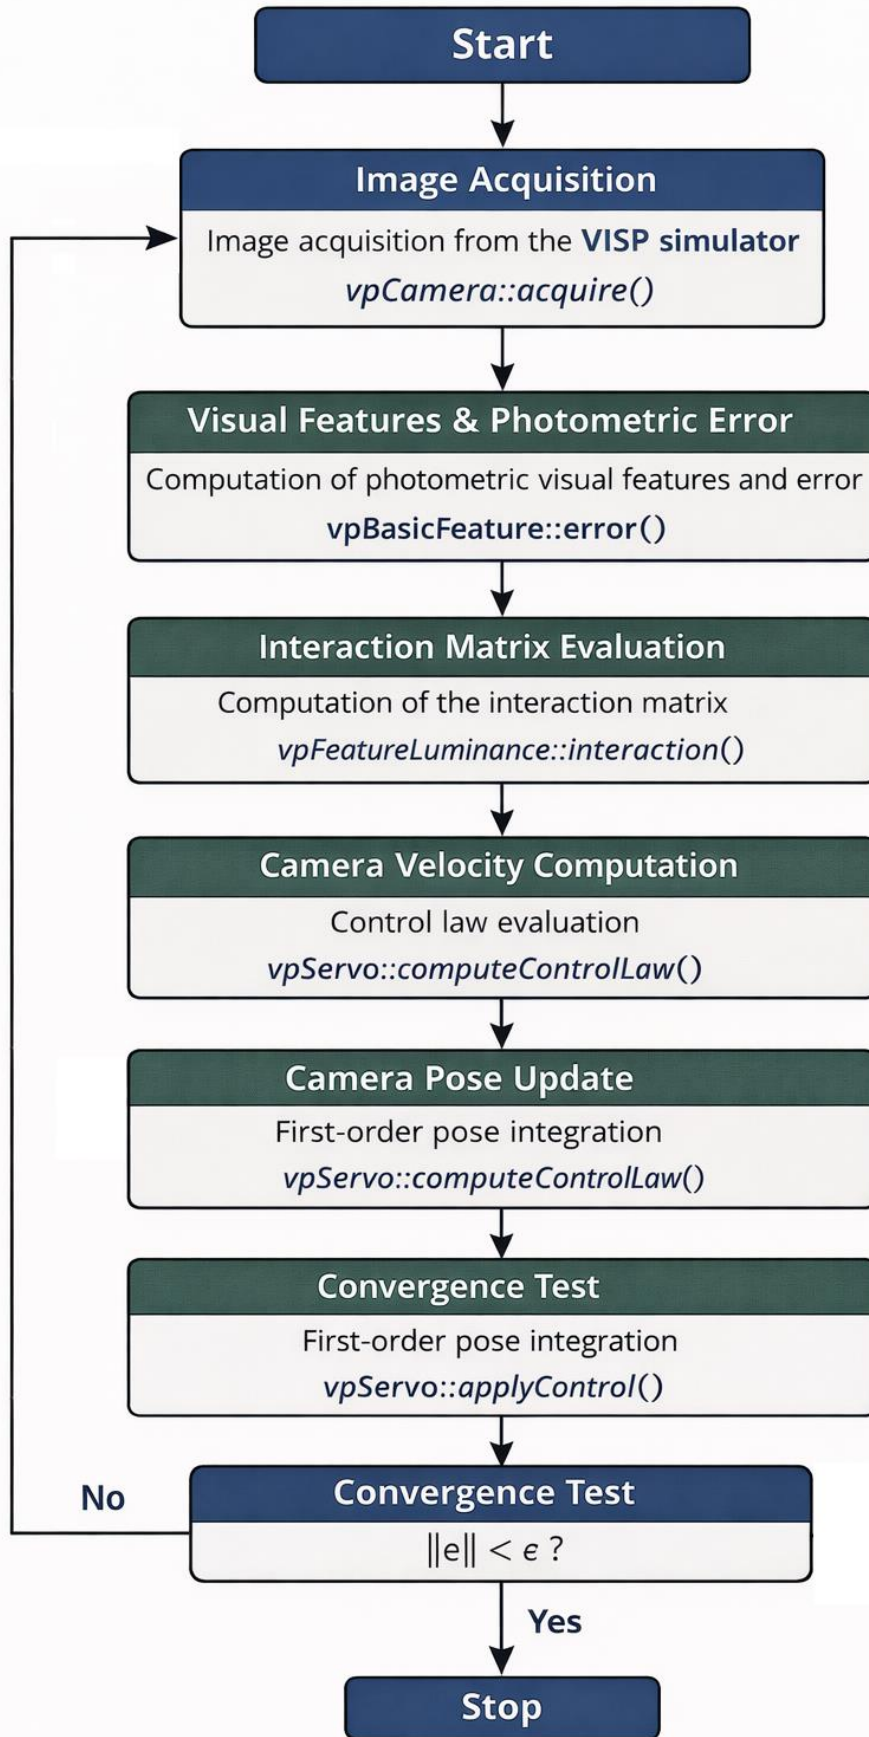 Start
Image Acquisition
Image acquisition from the VISP simulator
vpCamera::acquire()
Visual Features & Photometric Error
Computation of photometric visual features and error
vpBasicFeature::error()
Interaction Matrix Evaluation
Computation of the interaction matrix
vpFeatureLuminance::interaction()
Camera Velocity Computation
Control law evaluation
vpServo::computeControlLaw()
Camera Pose Update
First-order pose integration
vpServo::computeControlLaw()
Convergence Test
First-order pose integration
vpServo::applyControl()
Convergence Test
No
||e|| < ϵ ?
Yes
Stop